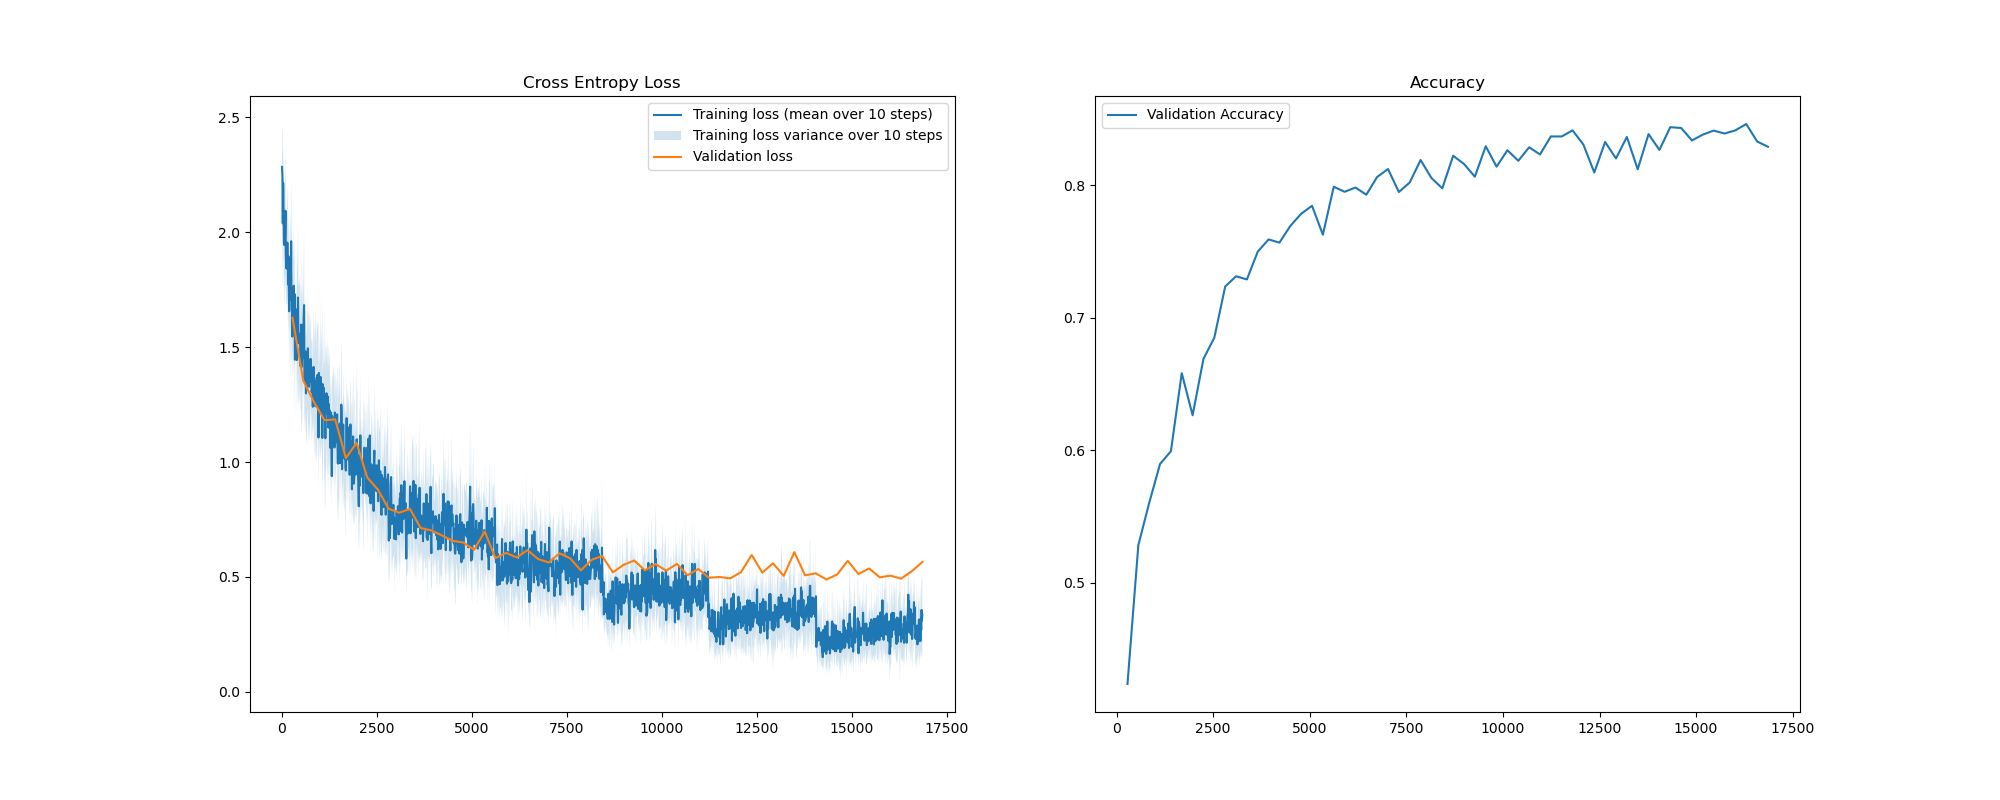 Cross Entropy Loss
Training loss (mean over 10 steps)
Training loss variance over 10 steps
Validation loss
2.5
2.0
1.5
1.0
0.5
0.0
0 2500 5000 7500 10000 12500 15000 17500
Accuracy
Validation Accuracy
0.8
0.7
0.6
0.5
0 2500 5000 7500 10000 12500 15000 17500